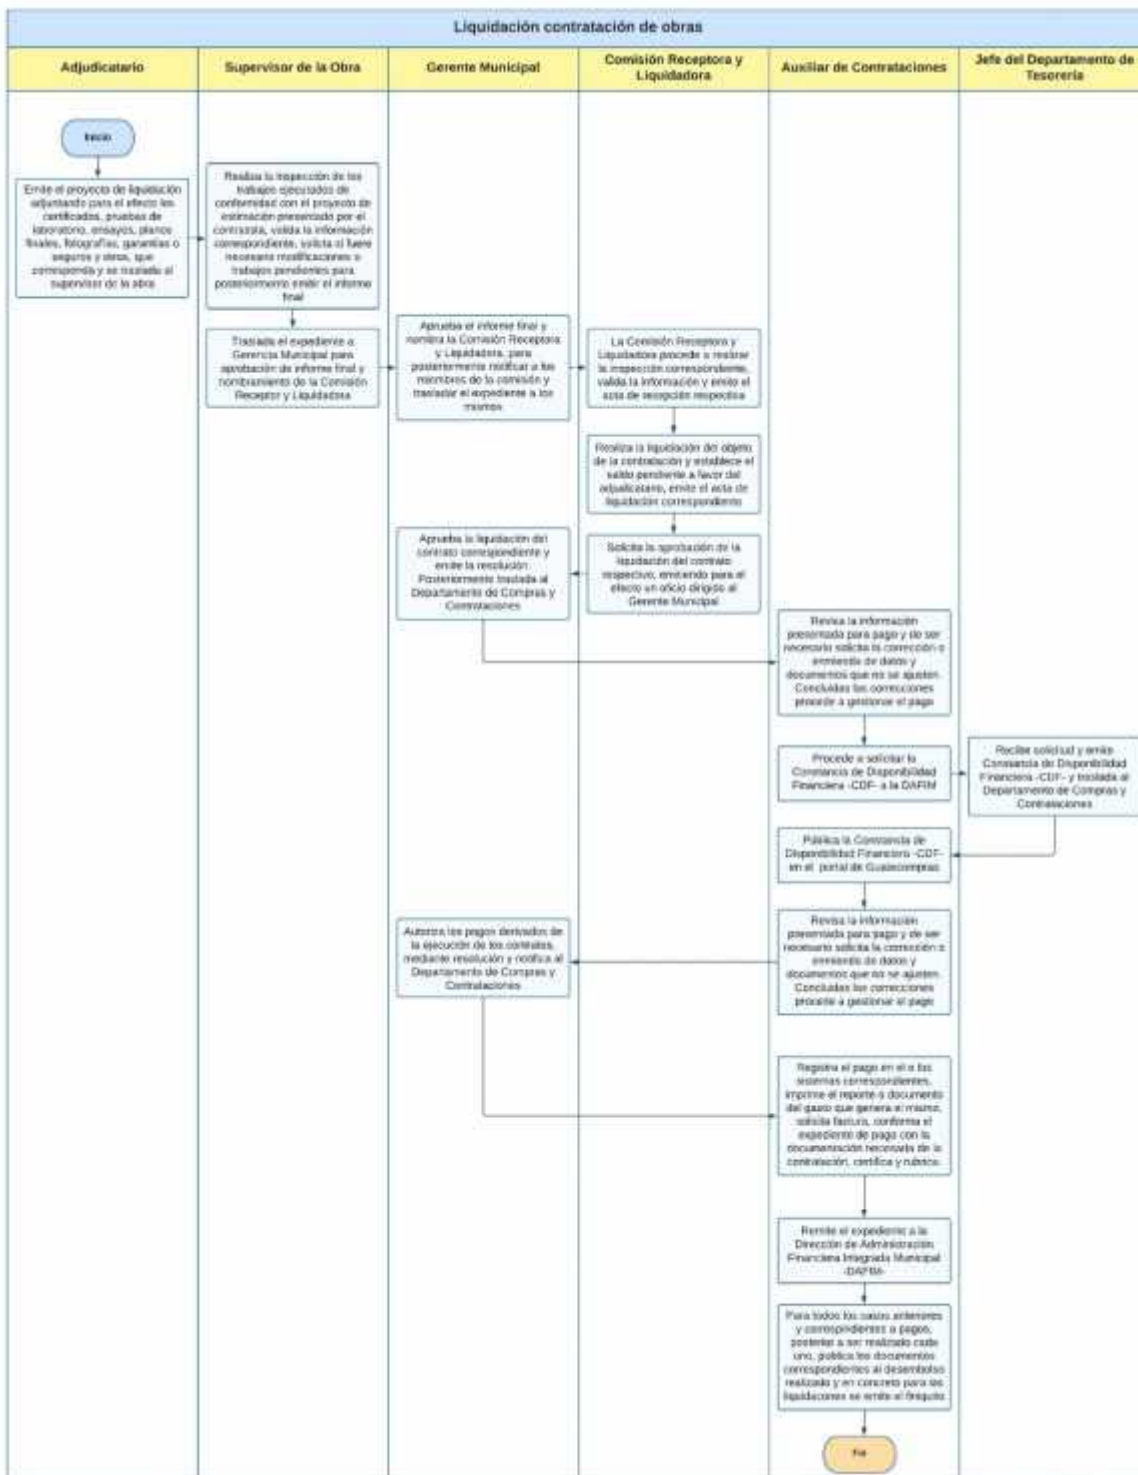 Liquidación contratación de obras
Adjudicatario
Supervisor de la Obra
Gerente Municipal
Comisión Receptora y
Liquidadora
Auxiliar de Contrataciones
Jefe del Departamento de
Tesorería
Inicio
Emite el proyecto de liquidación
adjuntando para el efecto los
certificados, pruebas de
laboratorio, ensayos, planos
finales, fotografías, garantías o
seguros y otros, que
corresponda y se traslada al
supervisor de la obra
Realiza la inspección de los
trabajos ejecutados de
conformidad con el proyecto de
estimación presentado por el
contratista, valida la información
correspondiente, solicita si fuere
necesario modificaciones o
trabajos pendientes para
posteriormente emitir el informe
final
Traslada el expediente a
Gerencia Municipal para
aprobación de informe final y
nombramiento de la Comisión
Receptor y Liquidadora
Aprueba el informe final y
nombra la Comisión Receptora
y Liquidadora, para
posteriormente notificar a los
miembros de la comisión y
trasladar el expediente a los
mismos
La Comisión Receptora y
Liquidadora procede a realizar
la inspección correspondiente,
valida la información y emite el
acta de recepción respectiva
Realiza la liquidación del objeto
de la contratación y establece el
saldo pendiente a favor del
adjudicatario, emite el acta de
liquidación correspondiente
Solicita la aprobación de la
liquidación del contrato
respectivo, emitiendo para el
efecto un oficio dirigido al
Gerente Municipal
Aprueba la liquidación del
contrato correspondiente y
emite la resolución.
Posteriormente traslada al
Departamento de Compras y
Contrataciones
Revisa la información
presentada para pago y de ser
necesario solicita la corrección o
enmienda de datos y
documentos que no se ajusten.
Concluidas las correcciones
procede a gestionar el pago
Procede a solicitar la
Constancia de Disponibilidad
Financiera -CDF- a la DAFIM
Recibe solicitud y emite
Constancia de Disponibilidad
Financiera -CDF- y traslada al
Departamento de Compras y
Contrataciones
Pública la Constancia de
Disponibilidad Financiera -CDF-
en el portal de Guatecompras
Revisa la información
presentada para pago y de ser
necesario solicita la corrección o
enmienda de datos y
documentos que no se ajusten.
Concluidas las correcciones
procede a gestionar el pago
Autoriza los pagos derivados de
la ejecución de los contratos,
mediante resolución y notifica al
Departamento de Compras y
Contrataciones
Registra el pago en el o los
sistemas correspondientes,
imprime el reporte o documento
del gasto que genera el mismo,
solicita factura, conforma el
expediente de pago con la
documentación necesaria de la
contratación, certifica y rubrica.
Remite el expediente a la
Dirección de Administración
Financiera Integrada Municipal
-DAFIM-
Para todos los casos anteriores
y correspondientes a pagos,
posterior a ser realizado cada
uno, publica los documentos
correspondientes al desembolso
realizado y en concreto para las
liquidaciones se emite el finiquito
Fin